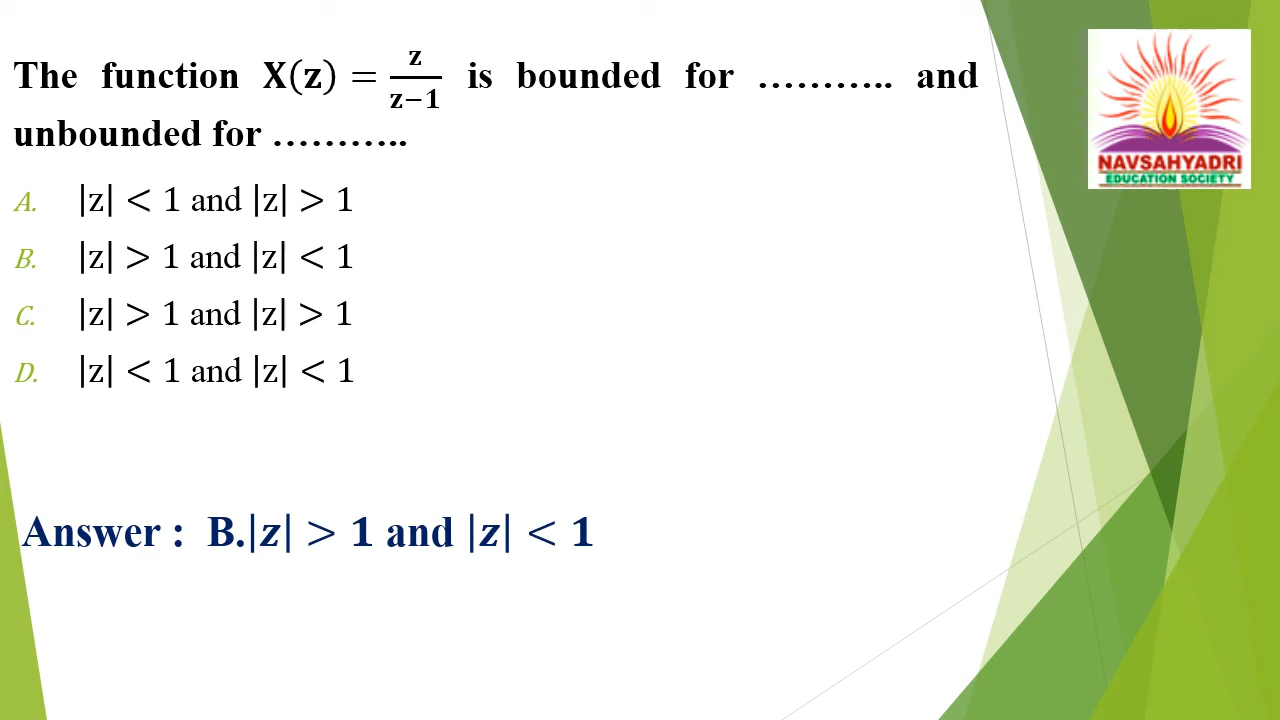 The function X(z) = z/(z−1) is bounded for ……….. and
unbounded for ………..
A. |z| < 1 and |z| > 1
B. |z| > 1 and |z| < 1
C. |z| > 1 and |z| > 1
D. |z| < 1 and |z| < 1
Answer : B.|z| > 1 and |z| < 1
NAVSAHYADRI
EDUCATION SOCIETY